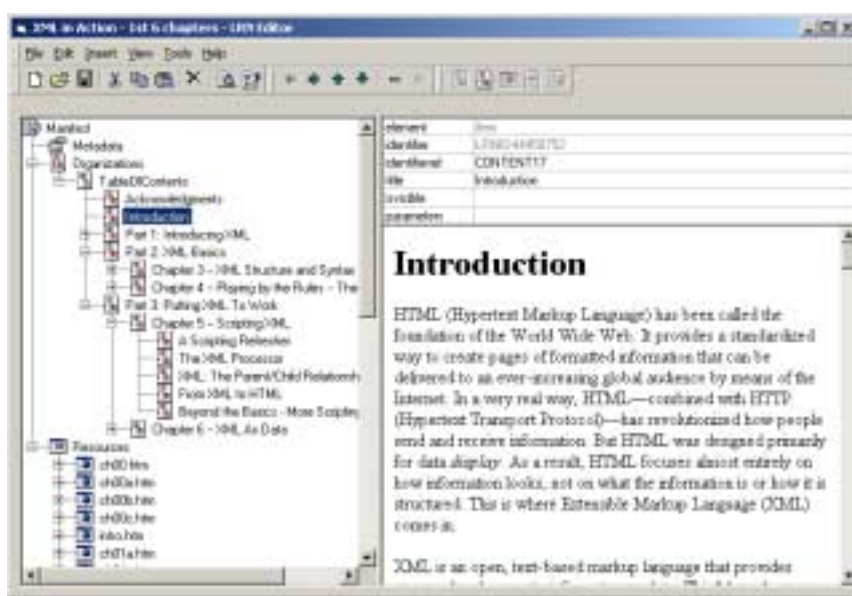 XML in Action - 1st 6 chapters - LRN Editor
File Edit Insert View Tools Help
Manifest
Metadata
Organizations
TableOfContents
Acknowledgments
Introduction
Part 1: Introducing XML
Part 2: XML Basics
Chapter 3 - XML Structure and Syntax
Chapter 4 - Playing by the Rules - The
Part 3: Putting XML To Work
Chapter 5 - Scripting XML
A Scripting Refresher
The XML Processor
XML: The Parent/Child Relationsh
From XML to HTML
Beyond the Basics - More Scripting
Chapter 6 - XML As Data
Resources
ch00.htm
ch00a.htm
ch00b.htm
ch00c.htm
intro.htm
ch01a.htm
element item
identifier
identifierref CONTENT17
title Introduction
isvisible
parameters
Introduction
HTML (Hypertext Markup Language) has been called the
foundation of the World Wide Web. It provides a standardized
way to create pages of formatted information that can be
delivered to an ever-increasing global audience by means of the
Internet. In a very real way, HTML—combined with HTTP
(Hypertext Transport Protocol)—has revolutionized how people
send and receive information. But HTML was designed primarily
for data display. As a result, HTML focuses almost entirely on
how information looks, not on what the information is or how it is
structured. This is where Extensible Markup Language (XML)
comes in.
XML is an open, text-based markup language that provides